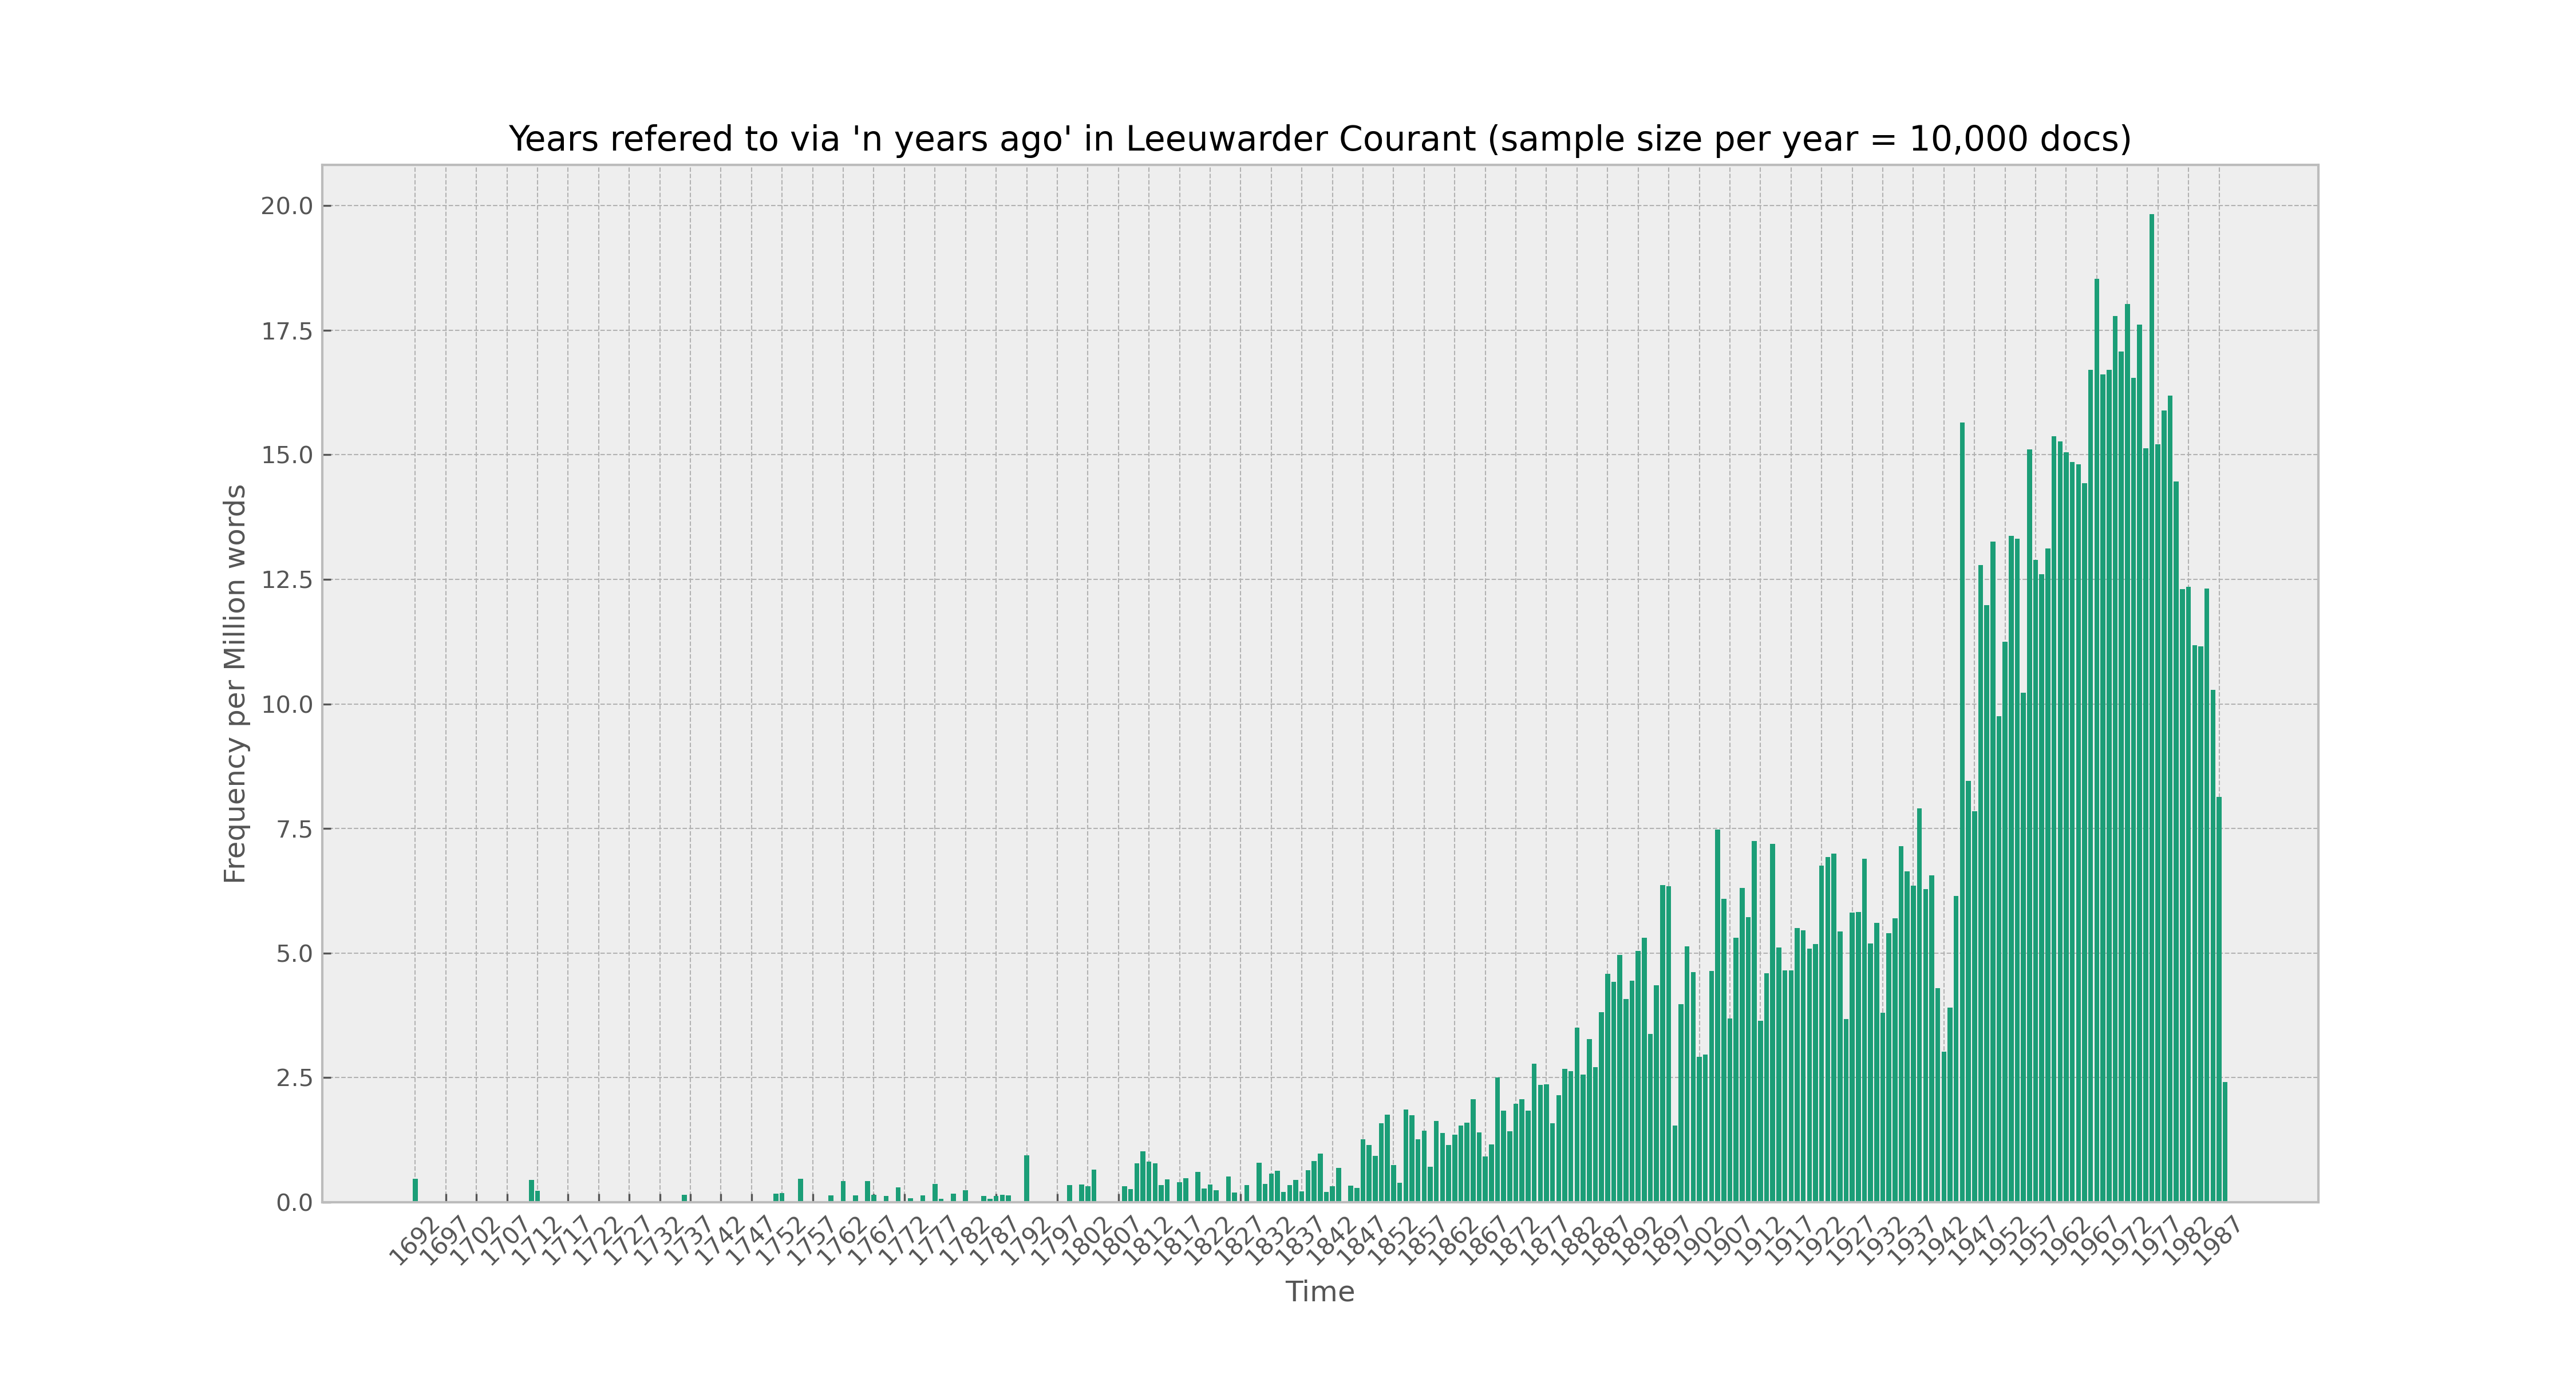 Years refered to via 'n years ago' in Leeuwarder Courant (sample size per year = 10,000 docs)
20.0
17.5
15.0
12.5
10.0
7.5
5.0
2.5
0.0
Frequency per Million words
1692 1697 1702 1707 1712 1717 1722 1727 1732 1737 1742 1747 1752 1757 1762 1767 1772 1777 1782 1787 1792 1797 1802 1807 1812 1817 1822 1827 1832 1837 1842 1847 1852 1857 1862 1867 1872 1877 1882 1887 1892 1897 1902 1907 1912 1917 1922 1927 1932 1937 1942 1947 1952 1957 1962 1967 1972 1977 1982 1987
Time